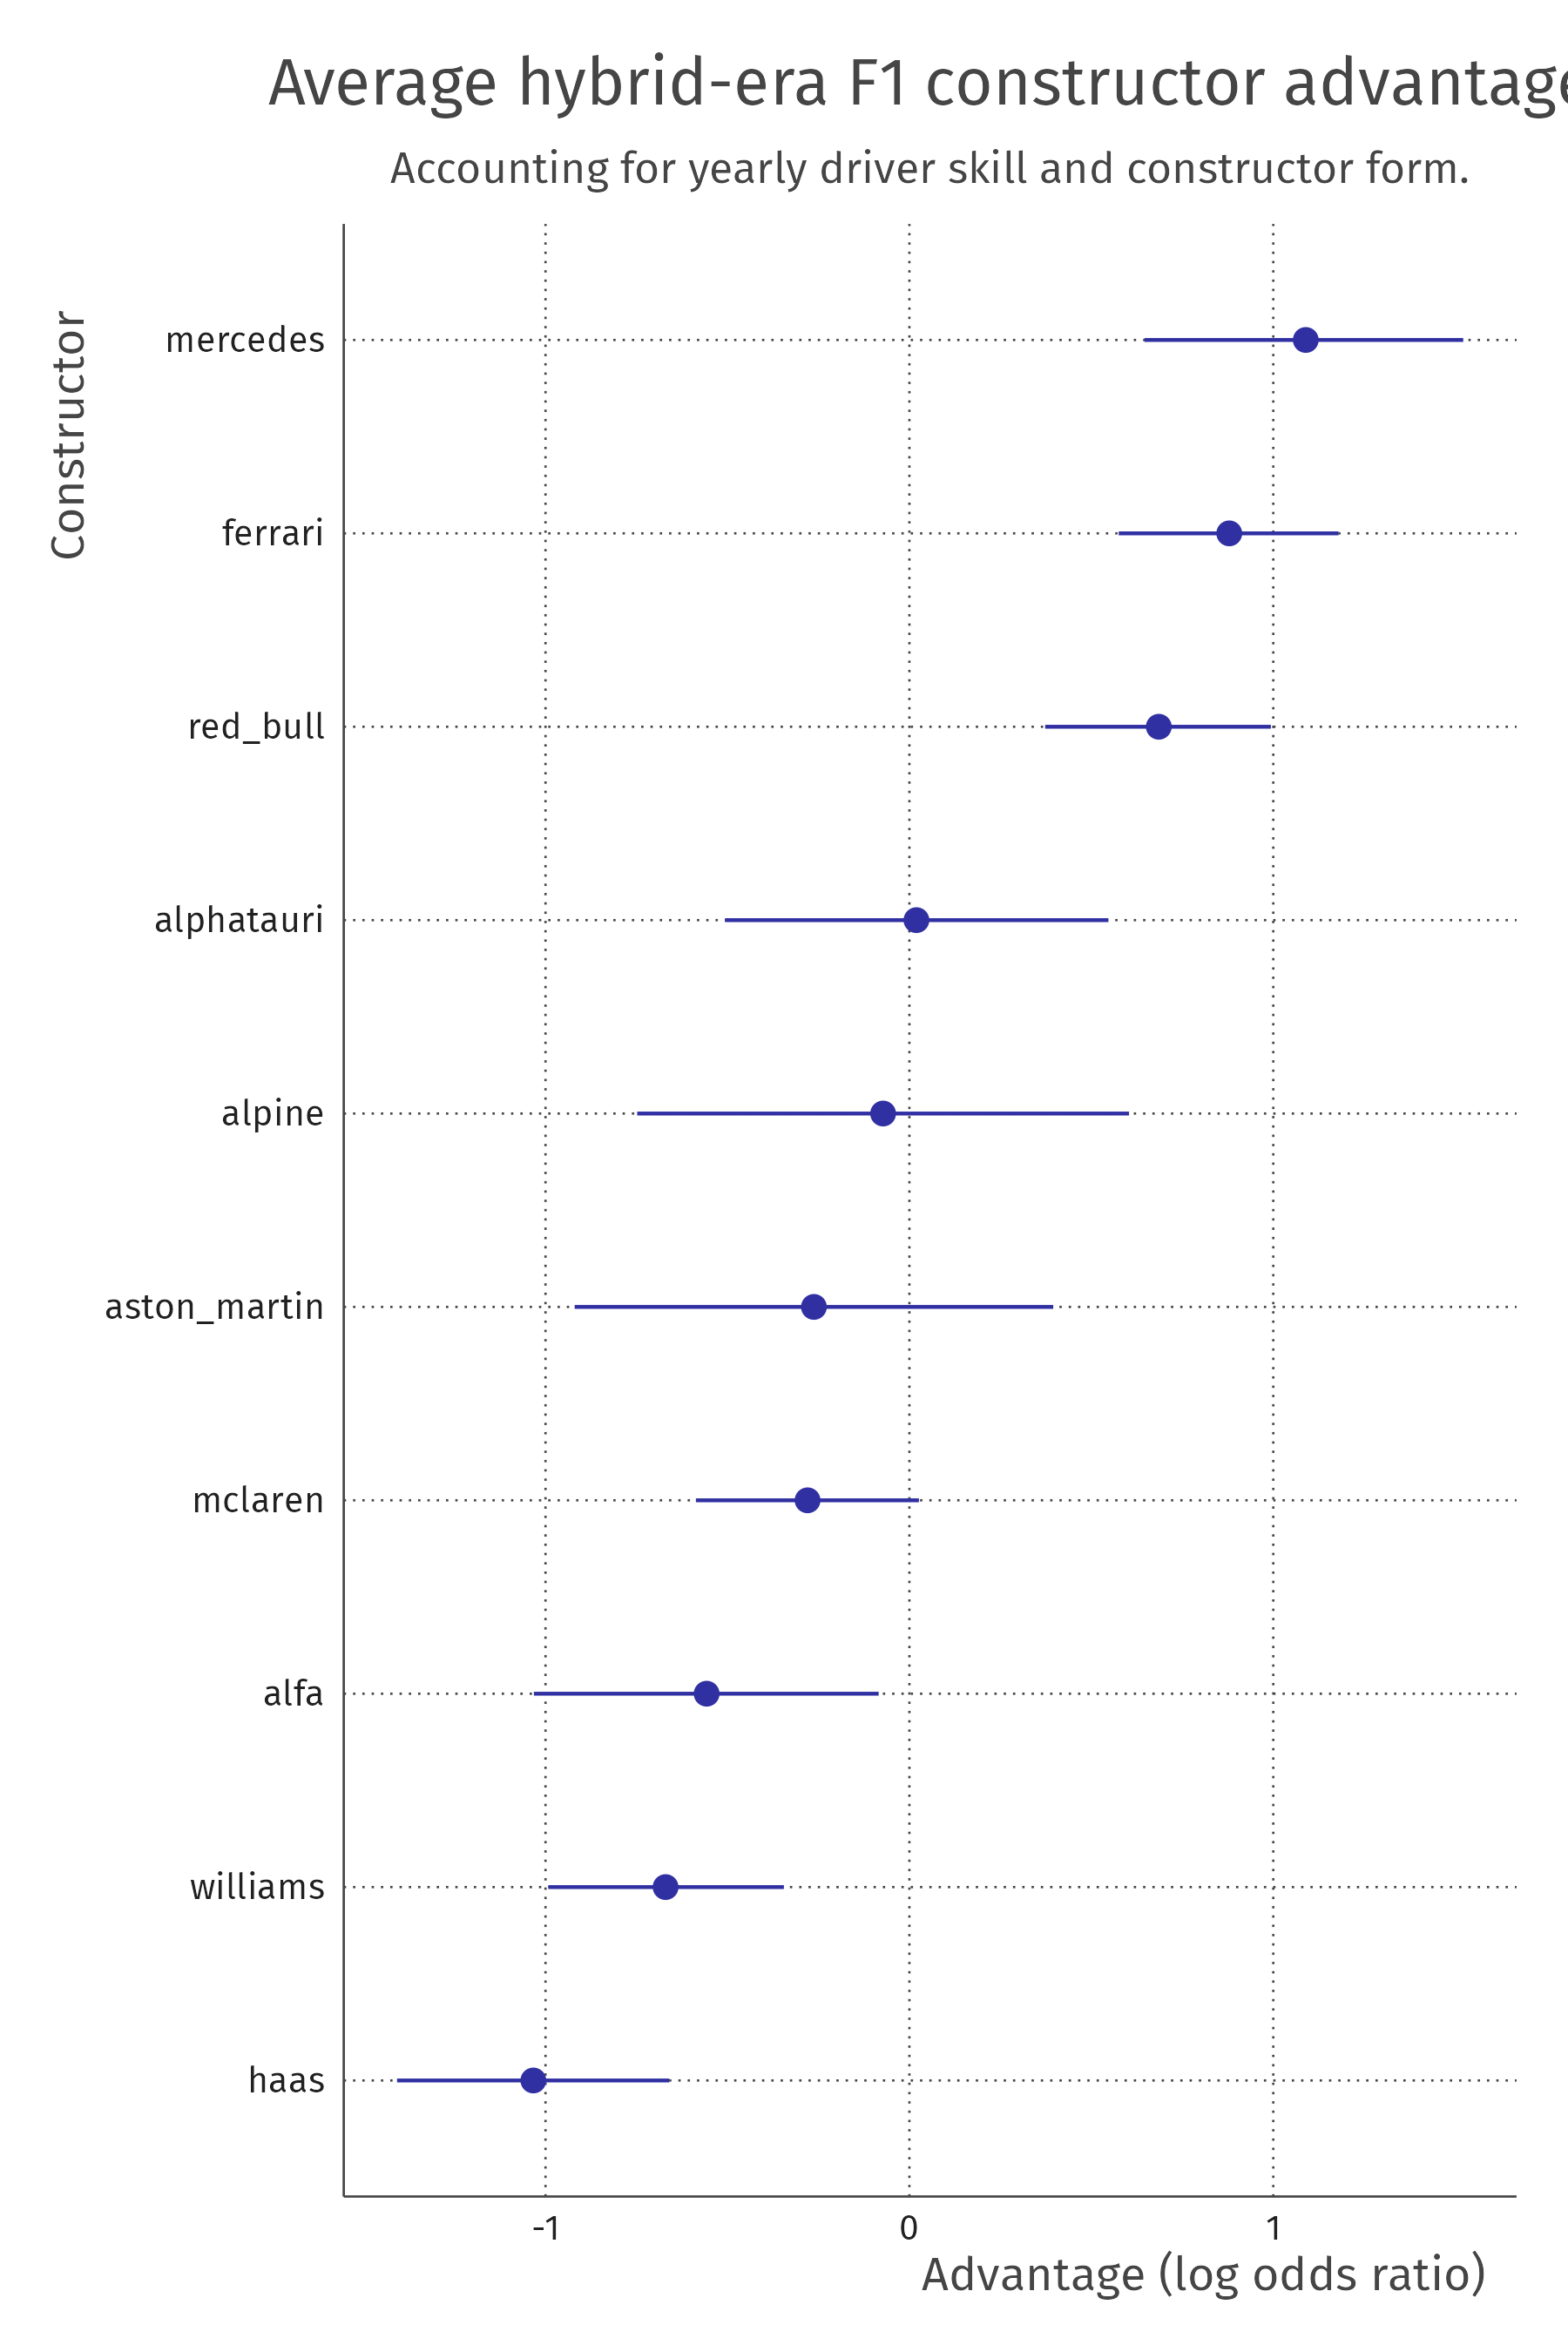 Average hybrid-era F1 constructor advantage
Accounting for yearly driver skill and constructor form.
Constructor
mercedes
ferrari
red_bull
alphatauri
alpine
aston_martin
mclaren
alfa
williams
haas
-1 0 1
Advantage (log odds ratio)